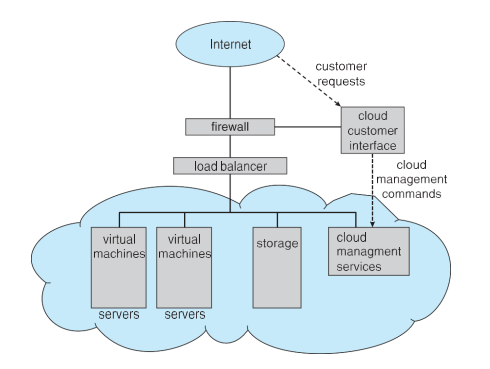 Internet
customer
requests
firewall
cloud
customer
interface
load balancer
cloud
management
commands
virtual
machines
virtual
machines
storage
cloud
managment
services
servers
servers